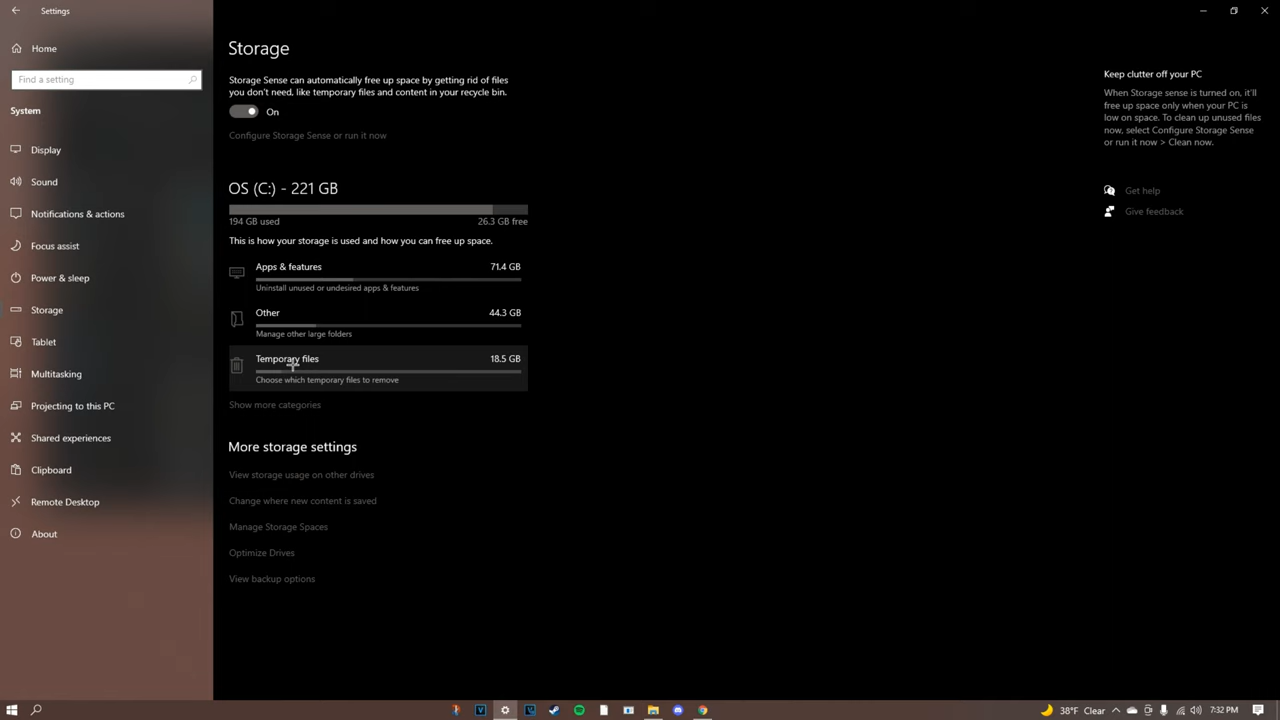 Settings
Home
Find a setting
System
Display
Sound
Notifications & actions
Focus assist
Power & sleep
Storage
Tablet
Multitasking
Projecting to this PC
Shared experiences
Clipboard
Remote Desktop
About
Storage
Storage Sense can automatically free up space by getting rid of files
you don't need, like temporary files and content in your recycle bin.
On
Configure Storage Sense or run it now
OS (C:) - 221 GB
194 GB used 26.3 GB free
This is how your storage is used and how you can free up space.
Apps & features 71.4 GB
Uninstall unused or undesired apps & features
Other 44.3 GB
Manage other large folders
Temporary files 18.5 GB
Choose which temporary files to remove
Show more categories
More storage settings
View storage usage on other drives
Change where new content is saved
Manage Storage Spaces
Optimize Drives
View backup options
Keep clutter off your PC
When Storage sense is turned on, it'll
free up space only when your PC is
low on space. To clean up unused files
now, select Configure Storage Sense
or run it now > Clean now.
Get help
Give feedback
38°F Clear 7:32 PM